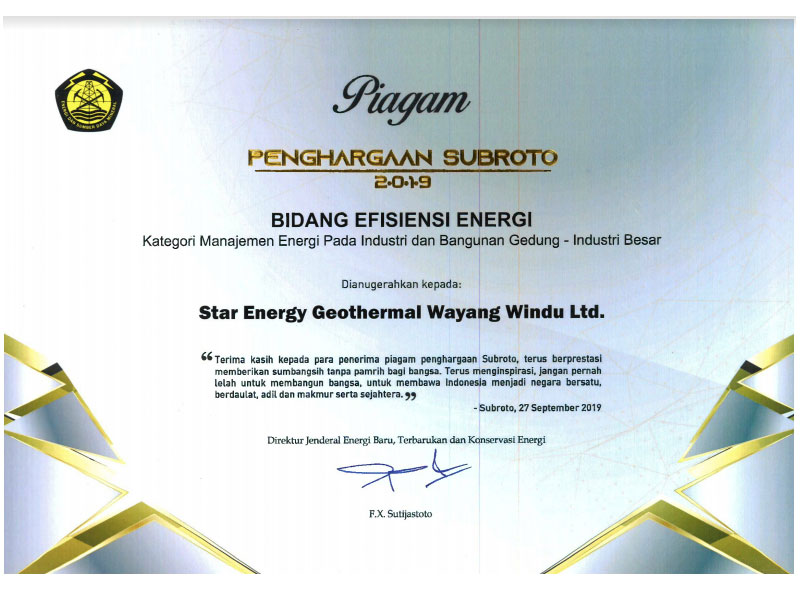 Piagam
PENGHARGAAN SUBROTO
2.0.1.9
BIDANG EFISIENSI ENERGI
Kategori Manajemen Energi Pada Industri dan Bangunan Gedung - Industri Besar
Dianugerahkan kepada:
Star Energy Geothermal Wayang Windu Ltd.
“Terima kasih kepada para penerima piagam penghargaan Subroto, terus berprestasi
memberikan sumbangsih tanpa pamrih bagi bangsa. Terus menginspirasi, jangan pernah
lelah untuk membangun bangsa, untuk membawa Indonesia menjadi negara bersatu,
berdaulat, adil dan makmur serta sejahtera.”
- Subroto, 27 September 2019
Direktur Jenderal Energi Baru, Terbarukan dan Konservasi Energi
F.X. Sutijastoto
ENERGI DAN SUMBER DAYA MINERAL